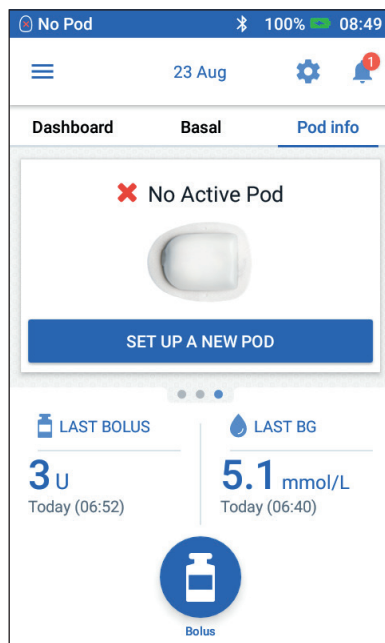 No Pod 100% 08:49
23 Aug 1
Dashboard Basal Pod info
No Active Pod
SET UP A NEW POD
LAST BOLUS LAST BG
3 U 5.1 mmol/L
Today (06:52) Today (06:40)
Bolus